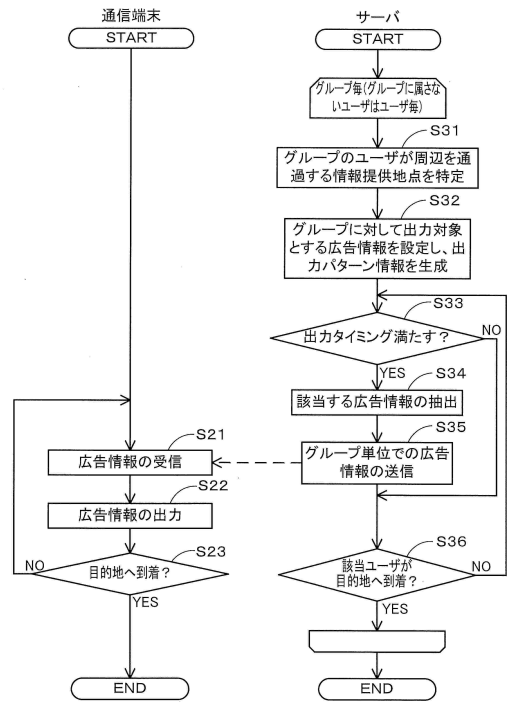 通信端末
START
S21
広告情報の受信
S22
広告情報の出力
S23
目的地へ到着?
NO
YES
END
サーバ
START
グループ毎(グループに属さな
いユーザはユーザ毎)
S31
グループのユーザが周辺を通
過する情報提供地点を特定
S32
グループに対して出力対象
とする広告情報を設定し、出
力パターン情報を生成
S33
出力タイミング満たす?
NO
YES
S34
該当する広告情報の抽出
S35
グループ単位での広告
情報の送信
S36
該当ユーザが
目的地へ到着?
NO
YES
END